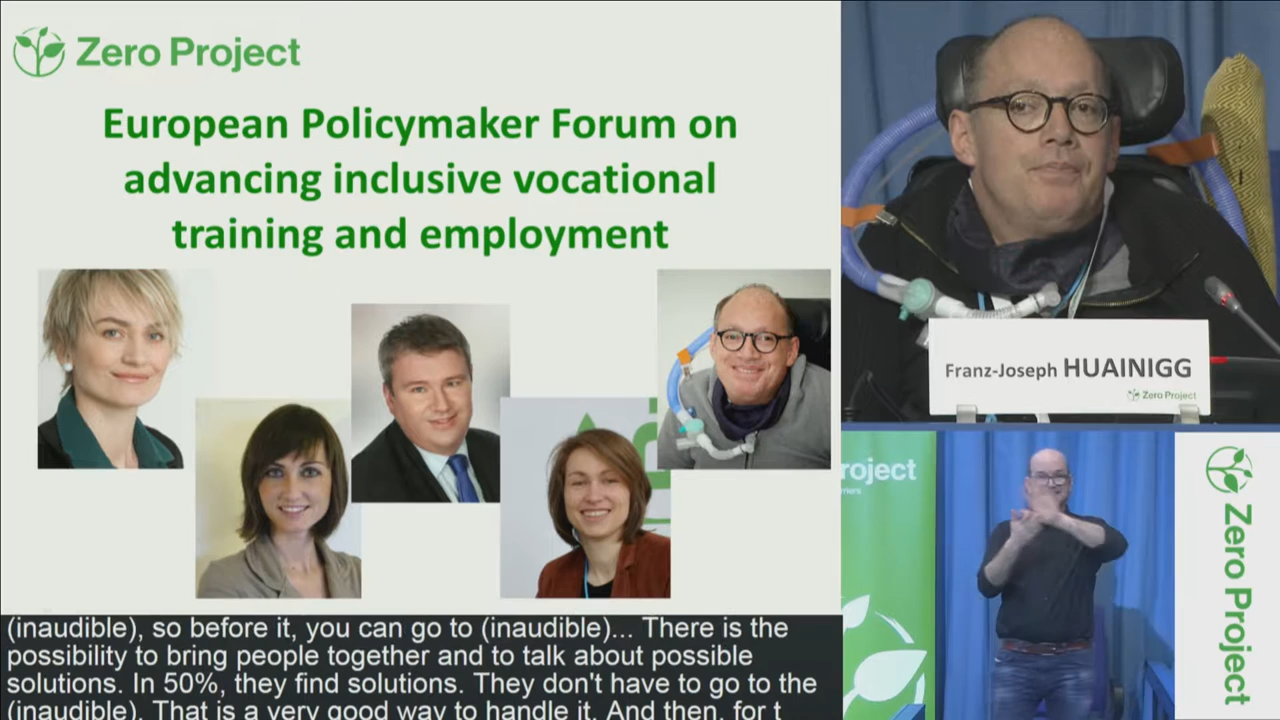 Zero Project
European Policymaker Forum on
advancing inclusive vocational
training and employment
Franz-Joseph HUAINIGG
Zero Project
roject
Zero Project
(inaudible), so before it, you can go to (inaudible)... There is the
possibility to bring people together and to talk about possible
solutions. In 50%, they find solutions. They don't have to go to the
(inaudible). That is a very good way to handle it. And then, for t